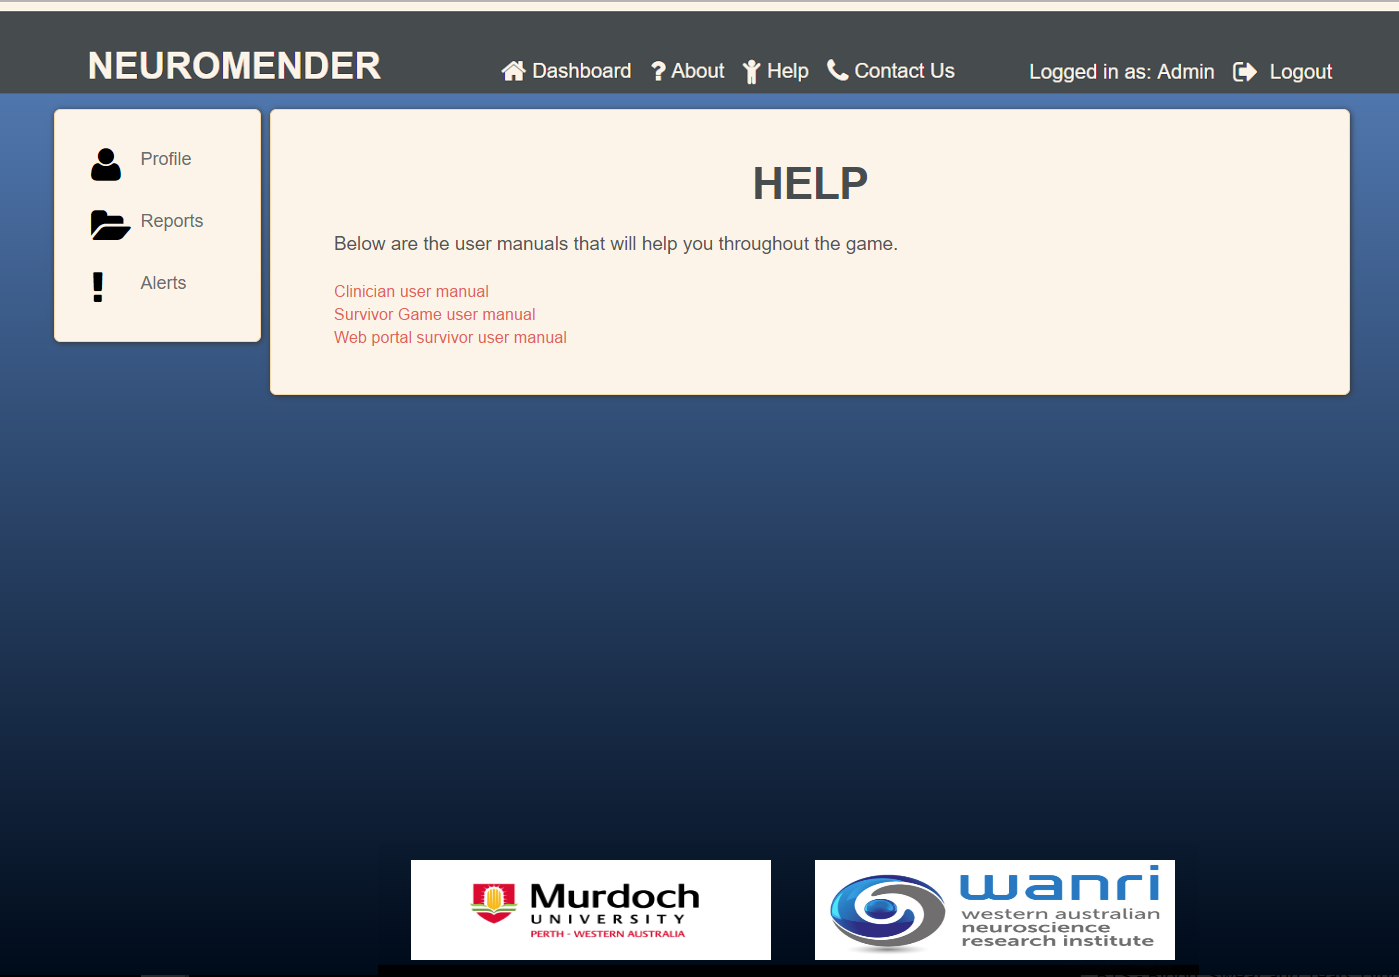 NEUROMENDER
Dashboard
About
Help
Contact Us
Logged in as: Admin
Logout
Profile
Reports
Alerts
HELP
Below are the user manuals that will help you throughout the game.
Clinician user manual
Survivor Game user manual
Web portal survivor user manual
Murdoch
UNIVERSITY
PERTH - WESTERN AUSTRALIA
wanri
western australian
neuroscience
research institute